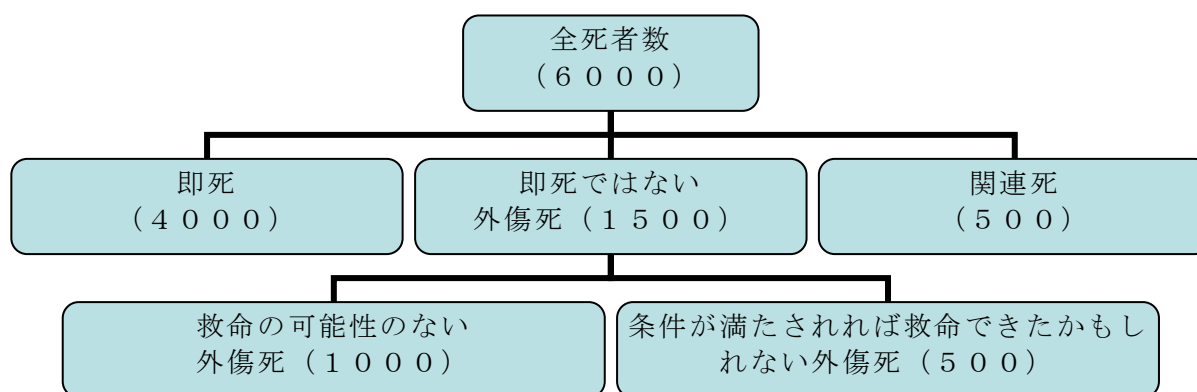 全死者数
(６０００)
即死
(４０００)
即死ではない
外傷死（１５００）
関連死
(５００)
救命の可能性のない
外傷死（１０００）
条件が満たされれば救命できたかもし
れない外傷死（５００）